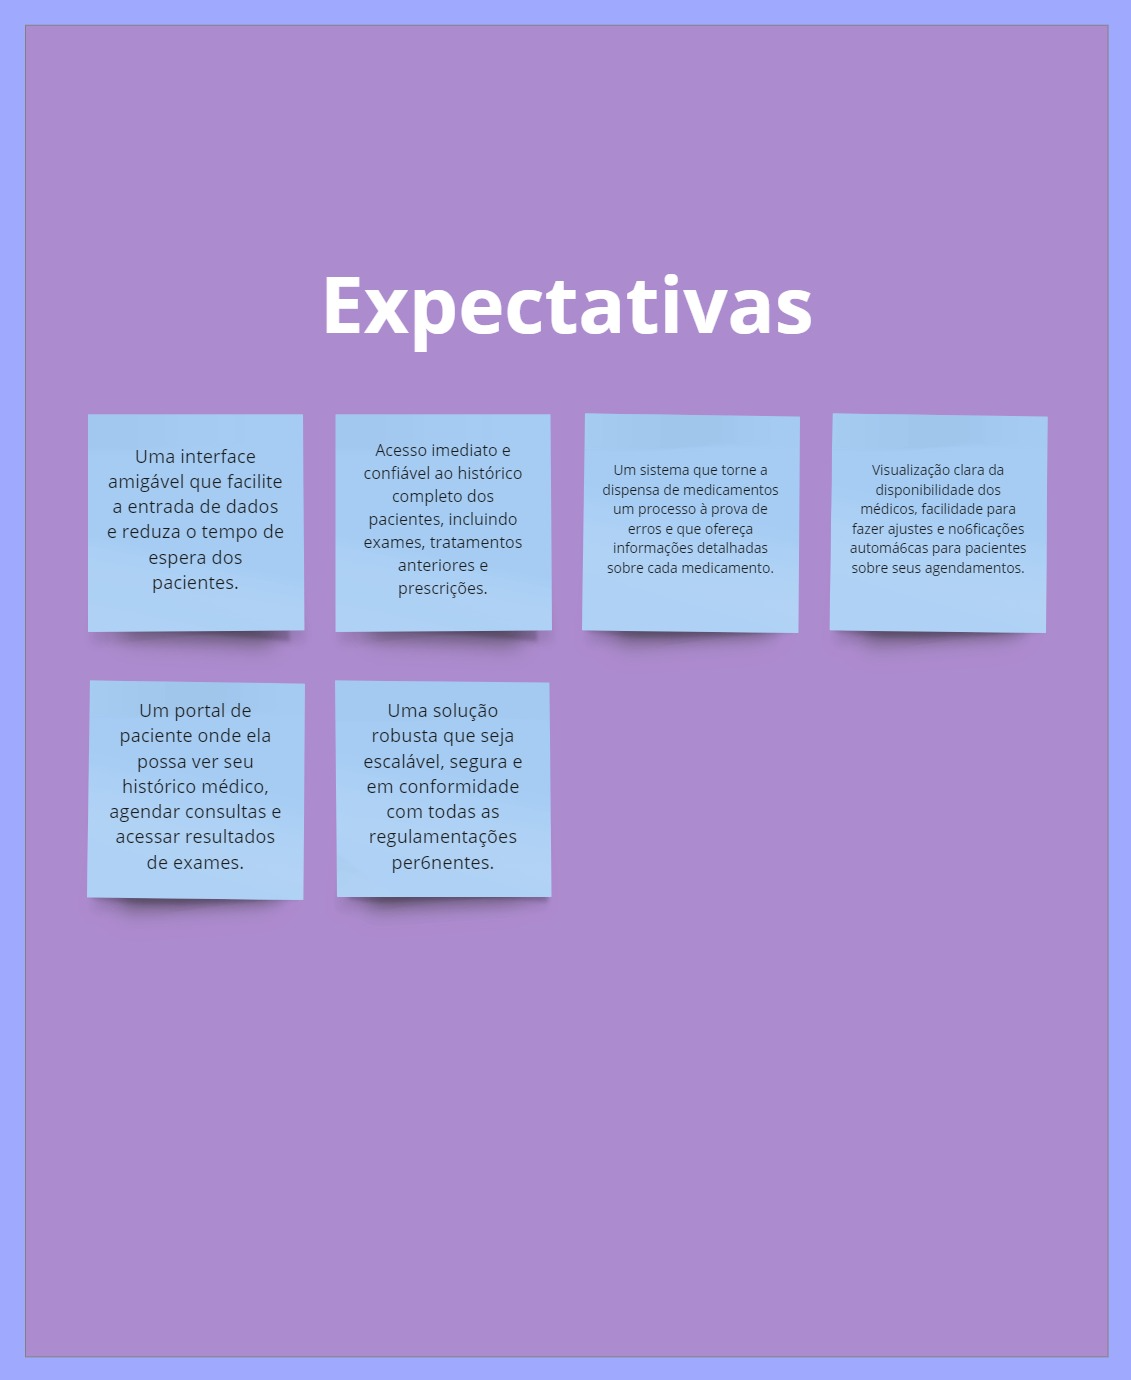 Expectativas
Uma interface
amigável que facilite
a entrada de dados
e reduza o tempo de
espera dos
pacientes.
Acesso imediato e
confiável ao histórico
completo dos
pacientes, incluindo
exames, tratamentos
anteriores e
prescrições.
Um sistema que torne a
dispensa de medicamentos
um processo à prova de
erros e que ofereça
informações detalhadas
sobre cada medicamento.
Visualização clara da
disponibilidade dos
médicos, facilidade para
fazer ajustes e no6ficações
automá6cas para pacientes
sobre seus agendamentos.
Um portal de
paciente onde ela
possa ver seu
histórico médico,
agendar consultas e
acessar resultados
de exames.
Uma solução
robusta que seja
escalável, segura e
em conformidade
com todas as
regulamentações
per6nentes.